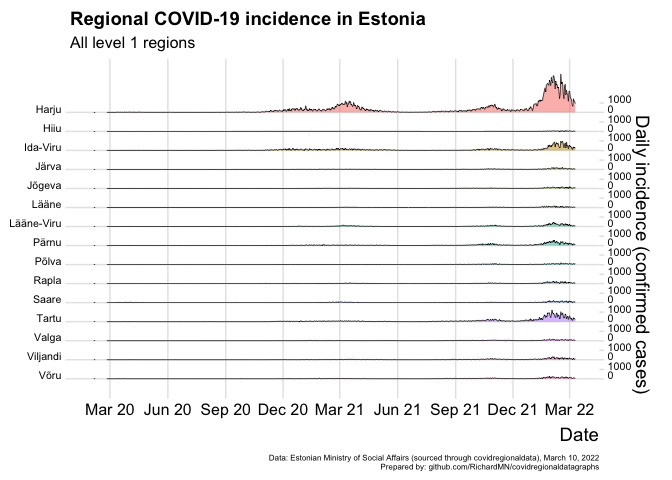 Regional COVID-19 incidence in Estonia
All level 1 regions
Harju
Hiiu
Ida-Viru
Järva
Jõgeva
Lääne
Lääne-Viru
Pärnu
Põlva
Rapla
Saare
Tartu
Valga
Viljandi
Võru
1000
0
1000
0
1000
0
1000
0
1000
0
1000
0
1000
0
1000
0
1000
0
1000
0
1000
0
1000
0
1000
0
1000
0
1000
0
Daily incidence (confirmed cases)
Mar 20 Jun 20 Sep 20 Dec 20 Mar 21 Jun 21 Sep 21 Dec 21 Mar 22
Date
Data: Estonian Ministry of Social Affairs (sourced through covidregionaldata), March 10, 2022
Prepared by: github.com/RichardMN/covidregionaldatagraphs